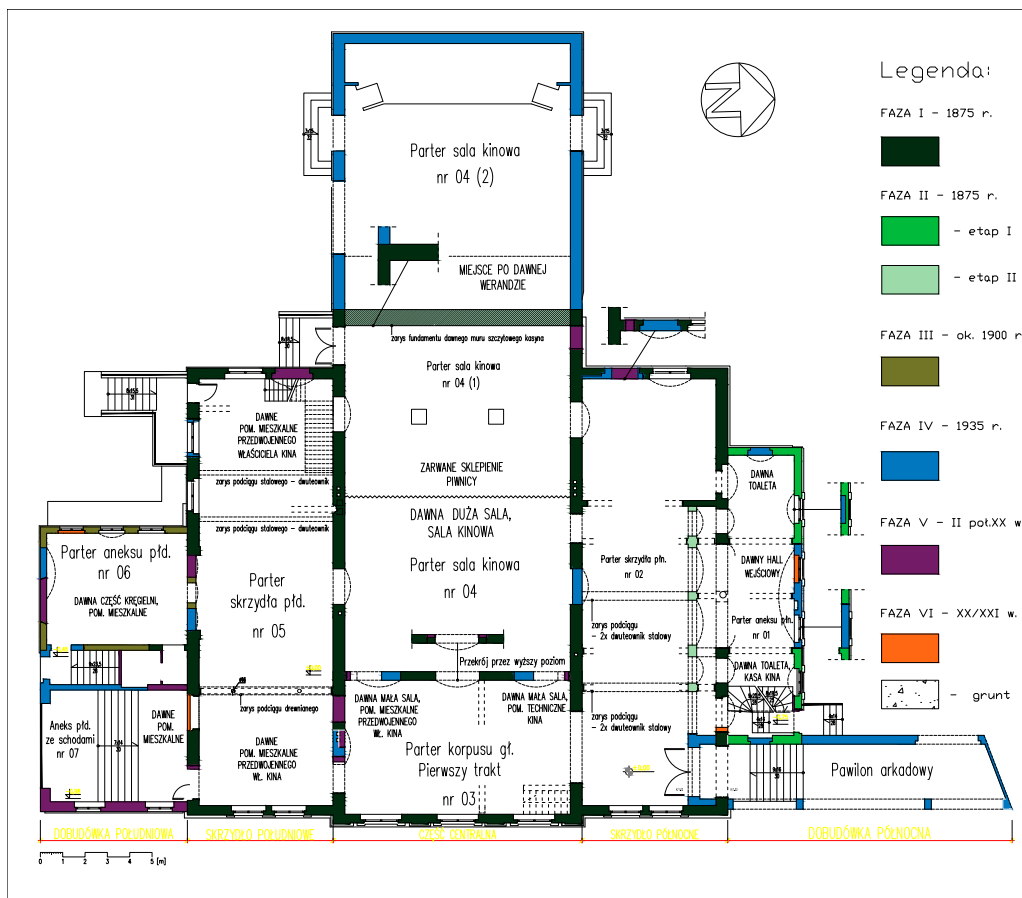 Legenda:
FAZA I - 1875 r.
FAZA II - 1875 r.
- etap I
- etap II
FAZA III - ok. 1900 r
FAZA IV - 1935 r.
FAZA V - II poł.XX w
FAZA VI - XX/XXI w.
- grunt
Parter sala kinowa
nr 04 (2)
MIEJSCE PO DAWNEJ
WERANDZIE
zarys fundamentu dawnego muru szczytowego kasyna
Parter sala kinowa
nr 04 (1)
ZARWANE SKLEPIENIE
PIWNICY
DAWNA DUŻA SALA,
SALA KINOWA
Parter sala kinowa
nr 04
Przekrój przez wyższy poziom
DAWNE
POM. MIESZKALNE
PRZEDWOJENNEGO
WŁAŚCICIELA KINA
zarys podciągu stalowego - dwuteownik
zarys podciągu stalowego - dwuteownik
Parter
skrzydła płd.
nr 05
zarys podciągu drewnianego
DAWNE
POM. MIESZKALNE
PRZEDWOJENNEGO
WŁ. KINA
Parter aneksu płd.
nr 06
DAWNA CZĘŚĆ KRĘGIELNI,
POM. MIESZKALNE
Aneks płd.
ze schodami
nr 07
DAWNE
POM.
MIESZKALNE
DAWNA MAŁA SALA,
POM. MIESZKALNE
PRZEDWOJENNEGO
WŁ. KINA
DAWNA MAŁA SALA,
POM. TECHNICZNE
KINA
Parter korpusu gł.
Pierwszy trakt
nr 03
Parter skrzydła płn.
nr 02
zarys podciągu
- 2x dwuteownik stalowy
zarys podciągu
- 2x dwuteownik stalowy
DAWNA
TOALETA
DAWNY HALL
WEJŚCIOWY
Parter aneksu płn.
nr 01
DAWNA TOALETA,
KASA KINA
Pawilon arkadowy
DOBUDÓWKA POŁUDNIOWA
SKRZYDŁO POŁUDNIOWE
CZĘŚĆ CENTRALNA
SKRZYDŁO PÓŁNOCNE
DOBUDÓWKA PÓŁNOCNA
0 1 2 3 4 5 [m]